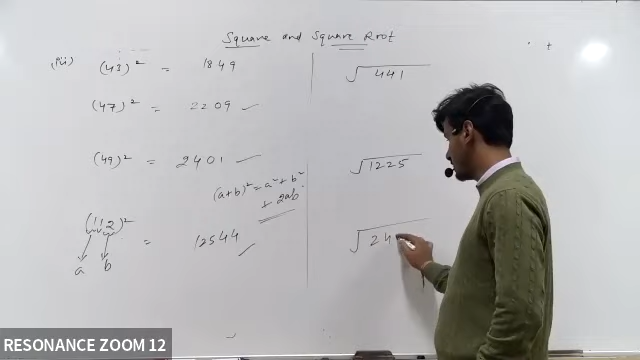 Square and Square Root
(iii) (43)² = 1849
√441
(47)² = 2209
(49)² = 2401
√1225
(a+b)² = a² + b² + 2ab
(112)² = 12544
a b
√24
RESONANCE ZOOM 12